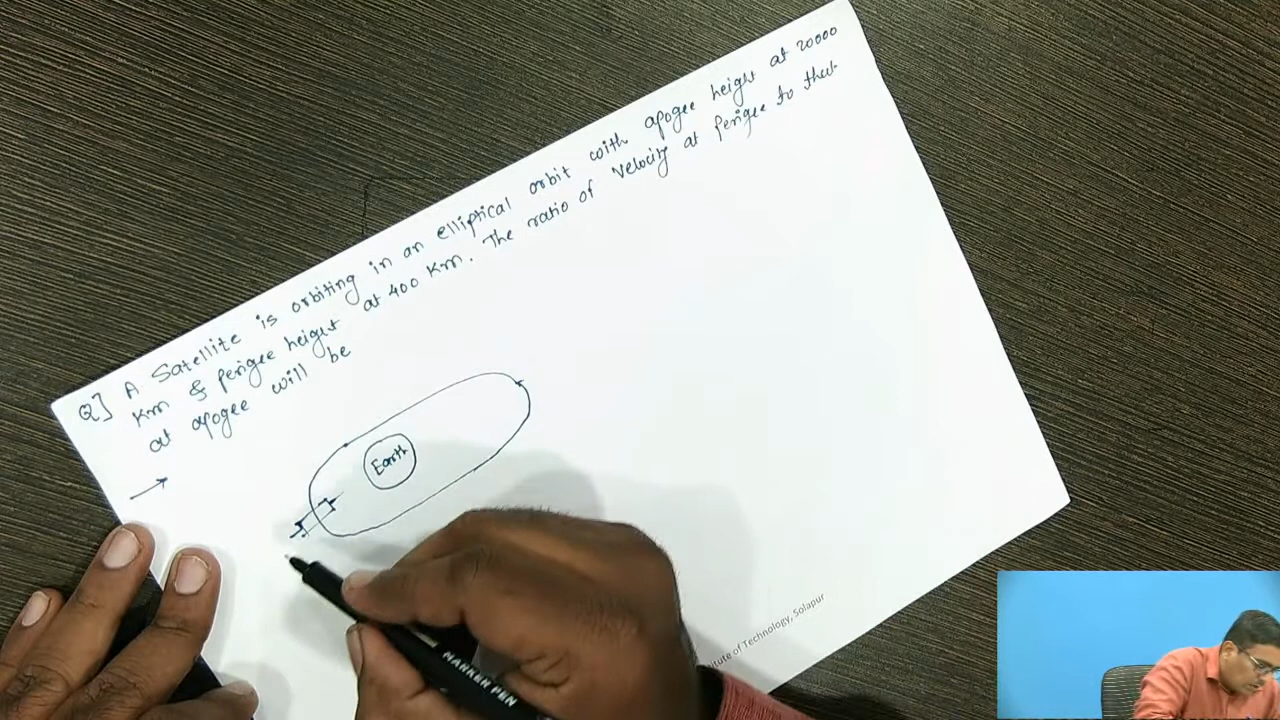 Q] A Satellite is orbiting in an elliptical orbit with apogee height at 20000
Km & perigee height at 400 Km. The ratio of velocity at perigee to that
at apogee will be
Earth
MARKER PEN
of Technology, Solapur